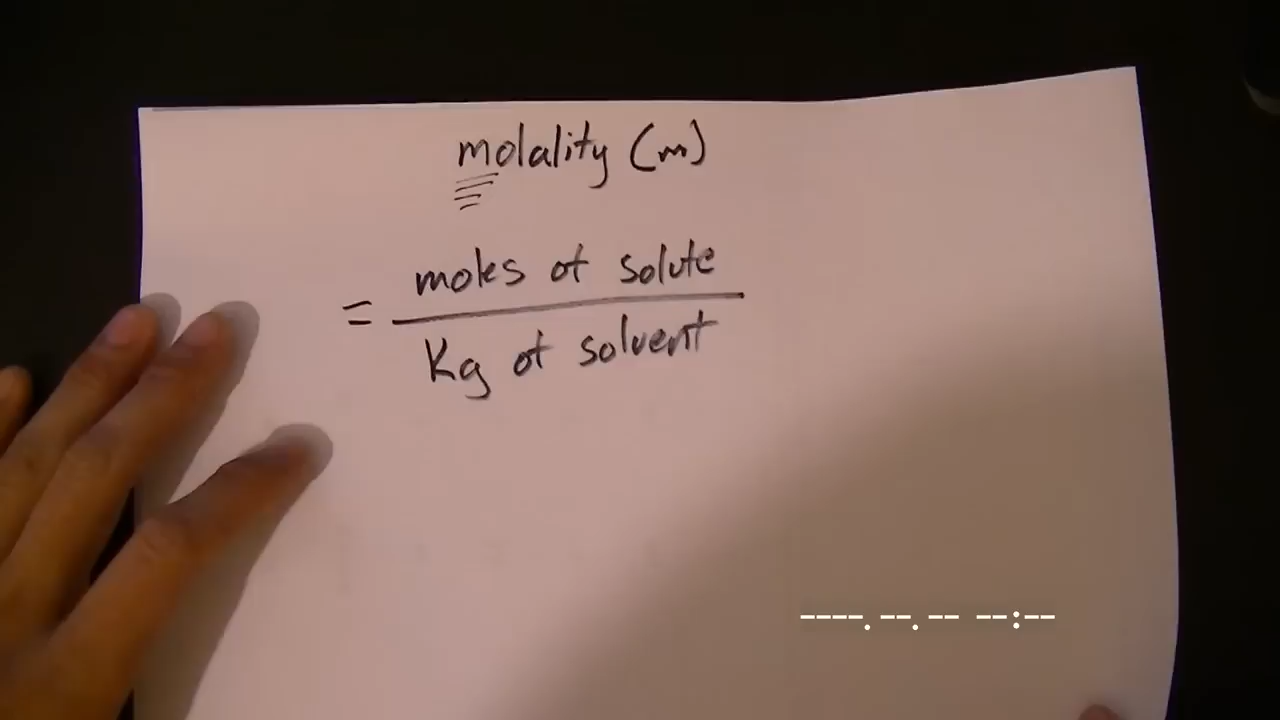 molality (m)
= moles of solute
Kg of solvent
----.--.-- --:--